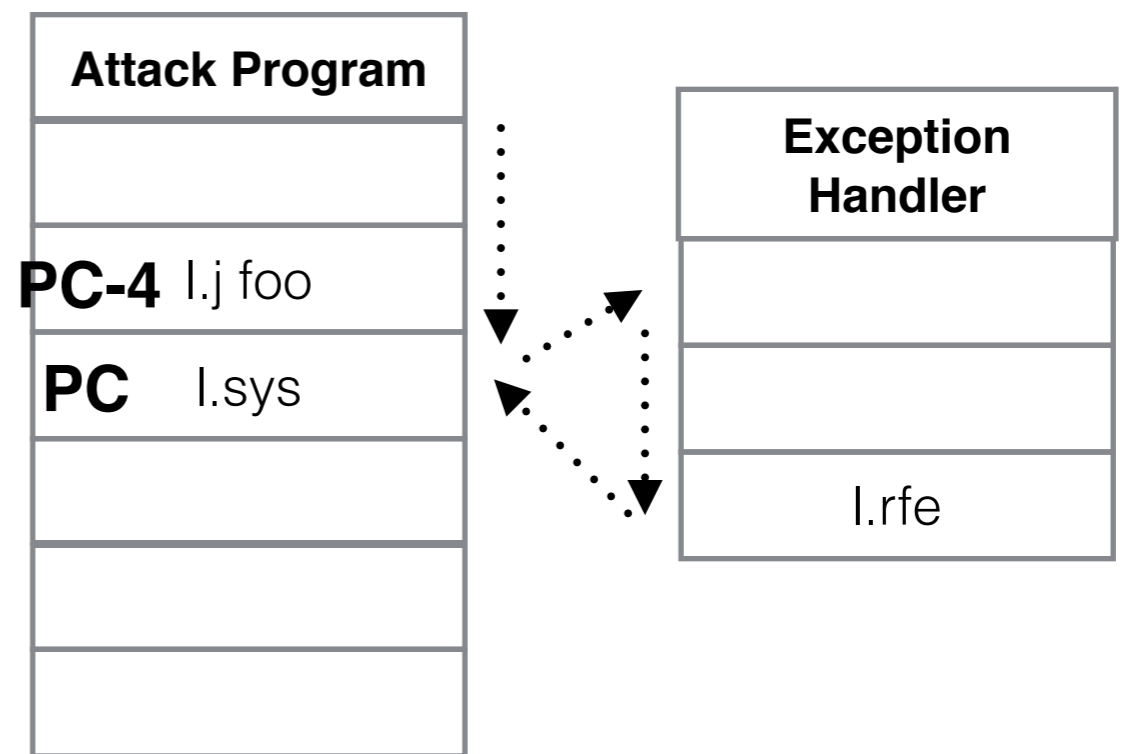 Attack Program
PC-4 l.j foo
PC l.sys
Exception
Handler
l.rfe